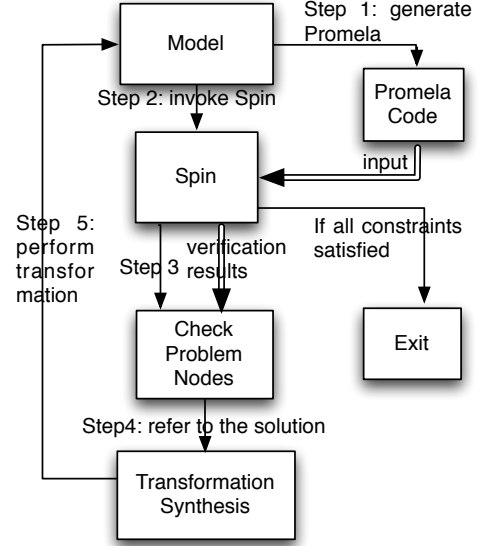 Step 1: generate
Promela
Model
Step 2: invoke Spin
Promela
Code
input
Spin
Step 5:
perform
transfor
mation
Step 3
verification
results
If all constraints
satisfied
Check
Problem
Nodes
Exit
Step4: refer to the solution
Transformation
Synthesis